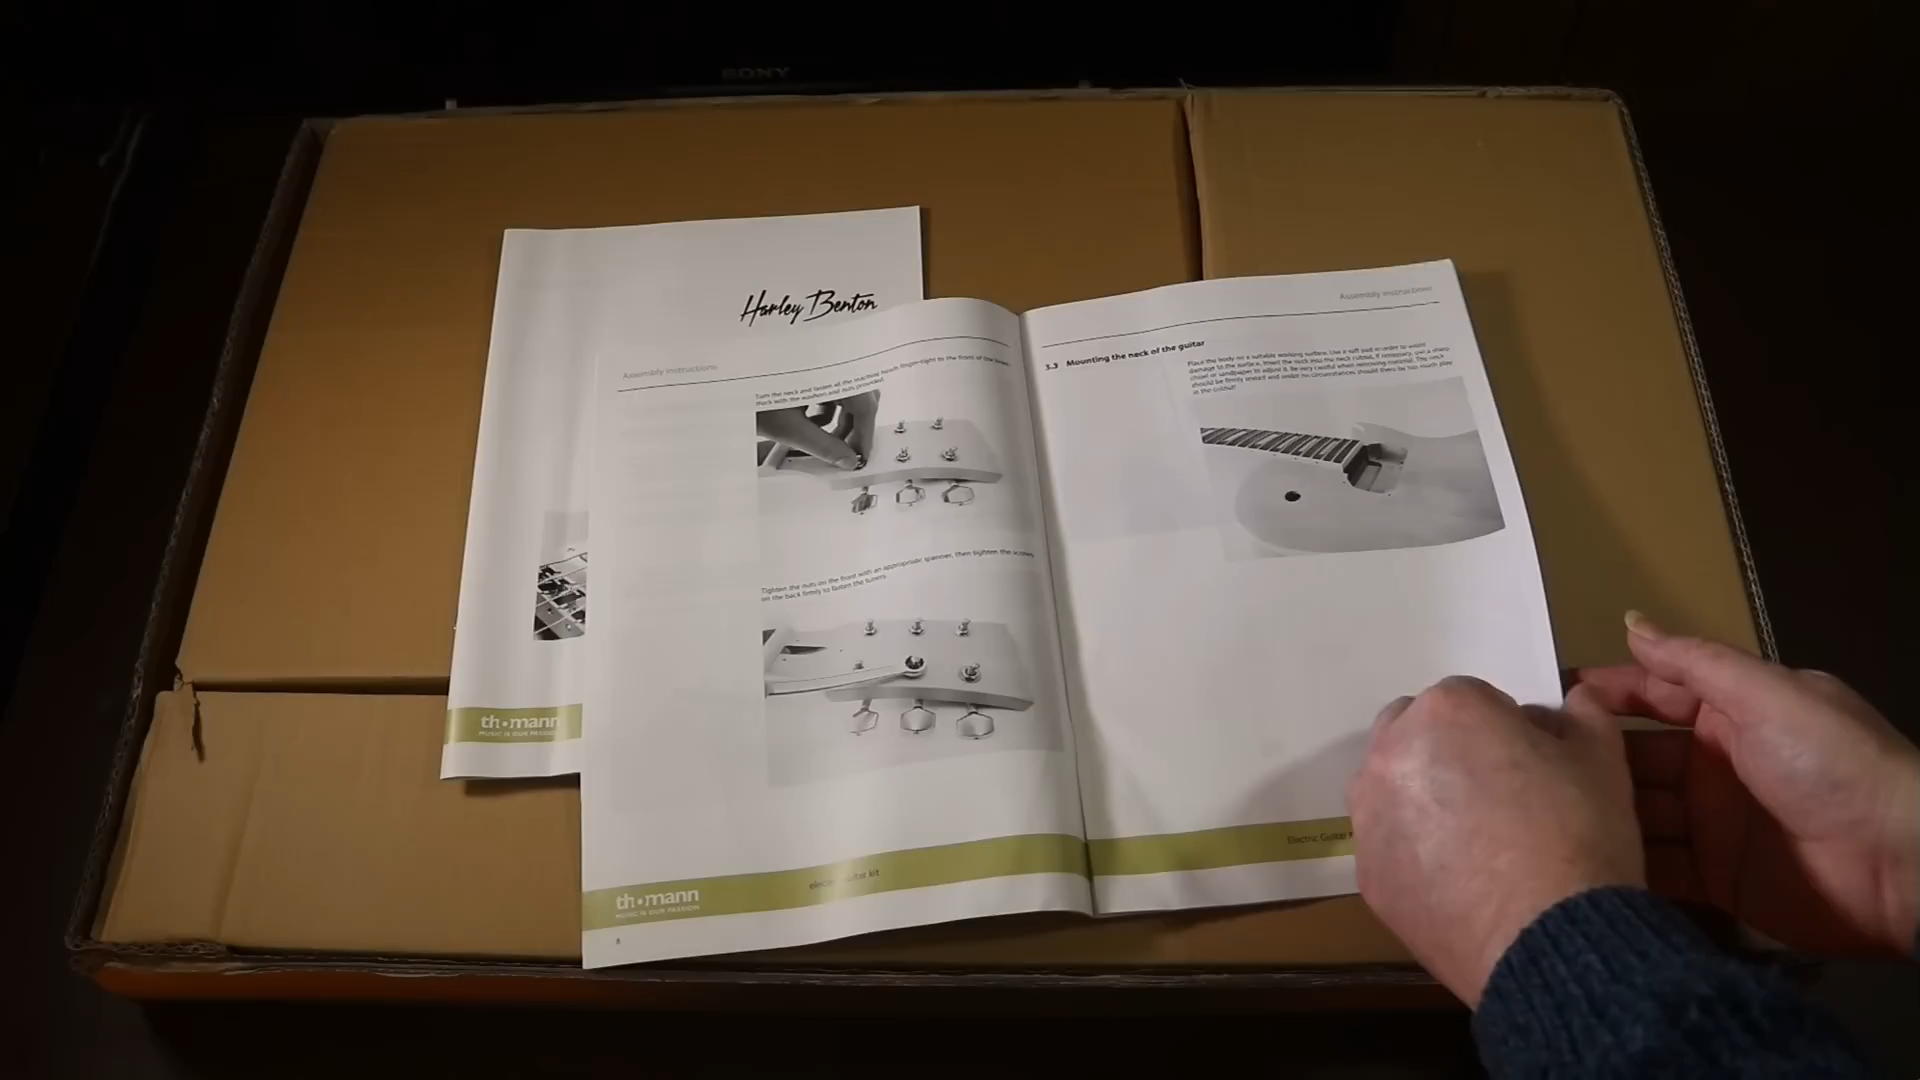 SONY
Harley Benton
th•mann
MUSIC IS OUR PASSION
Assembly instructions
Turn the neck and fasten all the machine heads finger-tight to the front of the
with the washers and nuts provided.
Tighten the nuts on the front with an appropriate spanner, then tighten the screws
on the back firmly to fasten the tuners.
th•mann
MUSIC IS OUR PASSION
electric guitar kit
8
Assembly instructions
3.3 Mounting the neck of the guitar
Place the body on a suitable working surface. Use a soft pad in order to avoid
damage to the surface. Insert the neck into the neck cutout, if necessary, use a sharp
chisel or sandpaper to adjust it. Be very careful when removing material. The neck
should be firmly seated and under no circumstances should there be too much play
in the cutout!
Electric Guitar